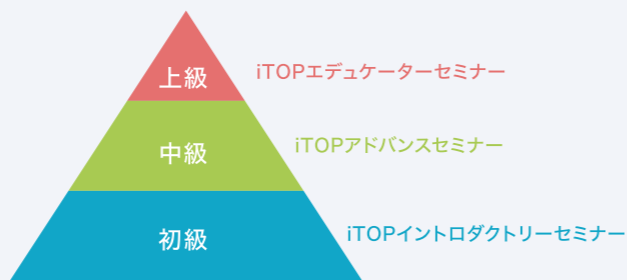 上級
iTOPエデュケーターセミナー
中級
iTOPアドバンスセミナー
初級
iTOPイントロダクトリーセミナー